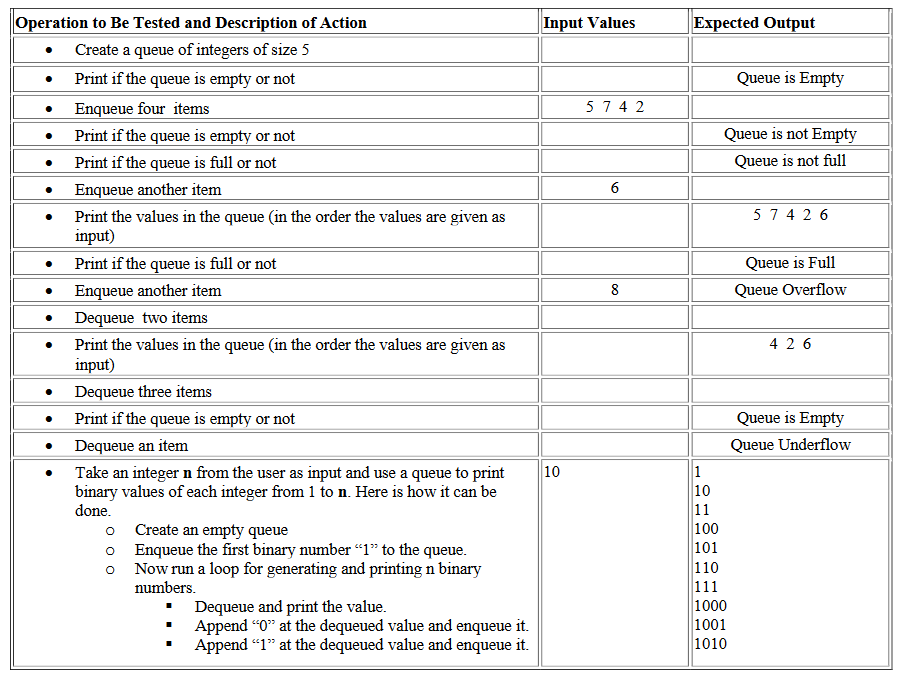 Operation to Be Tested and Description of Action Input Values Expected Output
• Create a queue of integers of size 5
• Print if the queue is empty or not Queue is Empty
• Enqueue four items 5 7 4 2
• Print if the queue is empty or not Queue is not Empty
• Print if the queue is full or not Queue is not full
• Enqueue another item 6
• Print the values in the queue (in the order the values are given as 5 7 4 2 6
input)
• Print if the queue is full or not Queue is Full
• Enqueue another item 8 Queue Overflow
• Dequeue two items
• Print the values in the queue (in the order the values are given as 4 2 6
input)
• Dequeue three items
• Print if the queue is empty or not Queue is Empty
• Dequeue an item Queue Underflow
• Take an integer n from the user as input and use a queue to print
binary values of each integer from 1 to n. Here is how it can be
done.
o Create an empty queue
o Enqueue the first binary number “1” to the queue.
o Now run a loop for generating and printing n binary
numbers.
▪ Dequeue and print the value.
▪ Append “0” at the dequeued value and enqueue it.
▪ Append “1” at the dequeued value and enqueue it.
10
1
10
11
100
101
110
111
1000
1001
1010